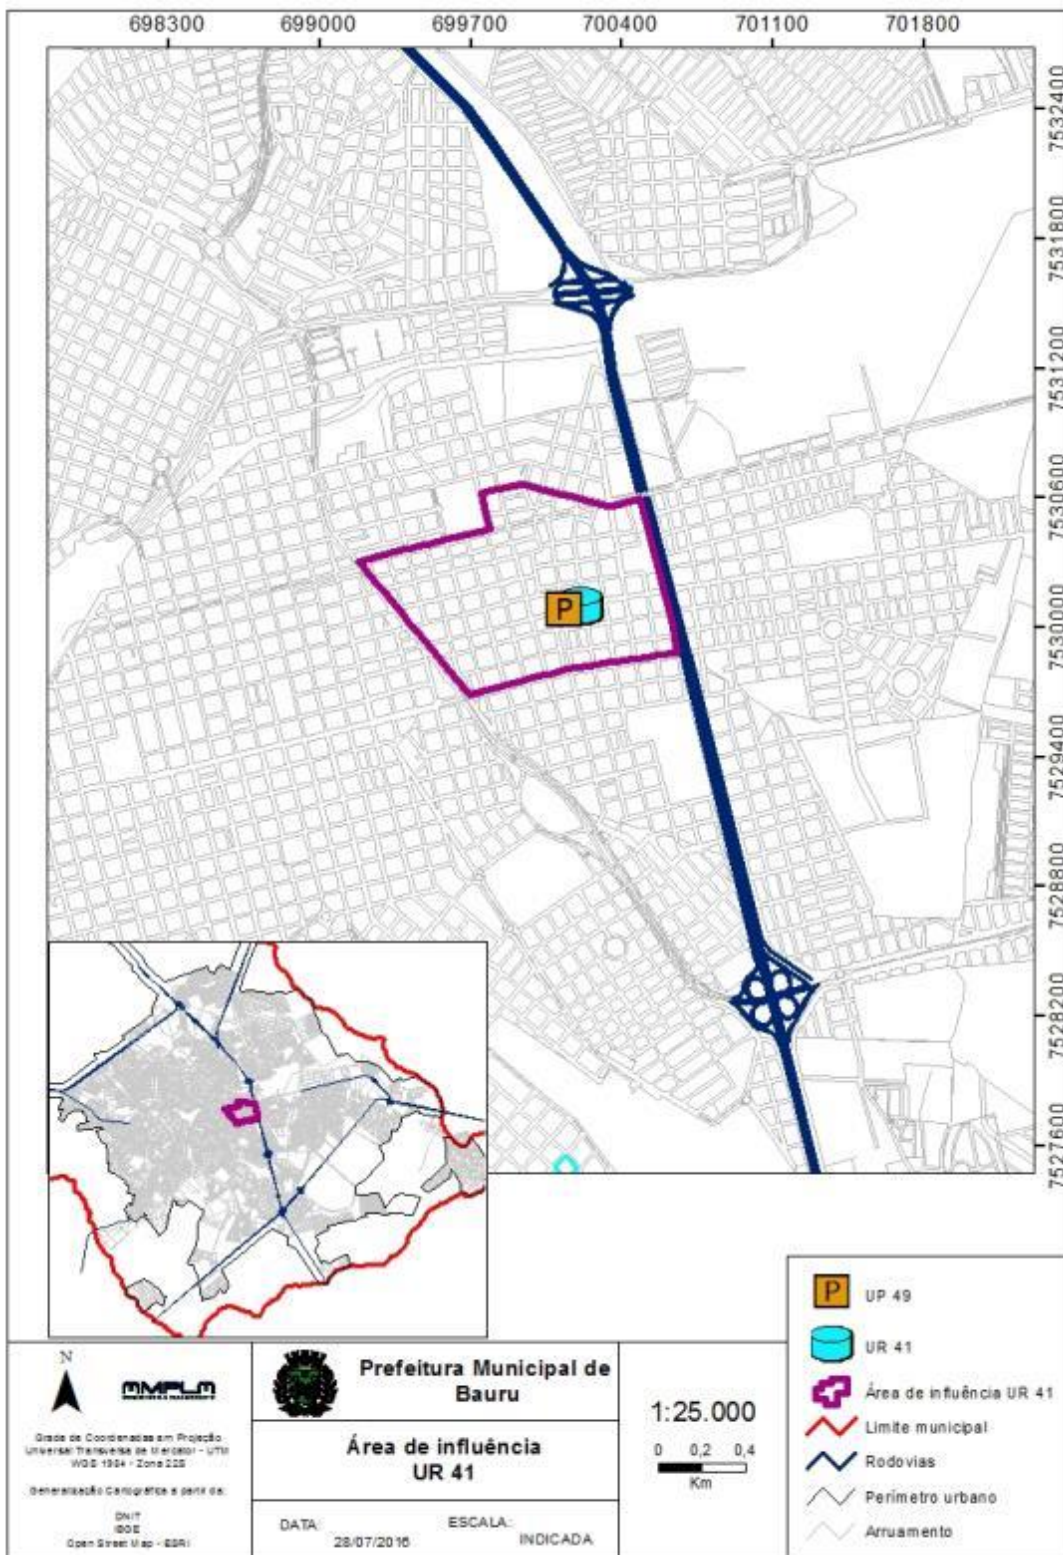 698300 699000 699700 700400 701100 701800
7532400
7531800
7531200
7530600
7530000
7529400
7528800
7528200
7527600
P
P
UP 49
UR 41
Área de influência UR 41
Limite municipal
Rodovias
Perímetro urbano
Arruamento
N
MMPLM
Grade de Coordenadas em Projeção
Universal Transversa de Mercator - UTM
WGS 1984 - Zona 22S
Generalização Cartográfica a partir da:
DNIT
IBGE
Open Street Map - ESRI
Prefeitura Municipal de
Bauru
Área de influência
UR 41
DATA:
28/07/2016
ESCALA:
INDICADA
1:25.000
0 0,2 0,4
Km